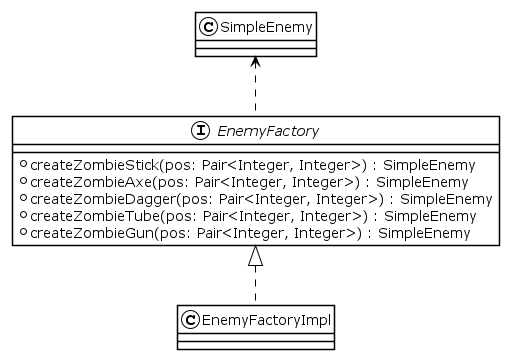 C SimpleEnemy
I EnemyFactory
createZombieStick(pos: Pair<Integer, Integer>) : SimpleEnemy
createZombieAxe(pos: Pair<Integer, Integer>) : SimpleEnemy
createZombieDagger(pos: Pair<Integer, Integer>) : SimpleEnemy
createZombieTube(pos: Pair<Integer, Integer>) : SimpleEnemy
createZombieGun(pos: Pair<Integer, Integer>) : SimpleEnemy
C EnemyFactoryImpl